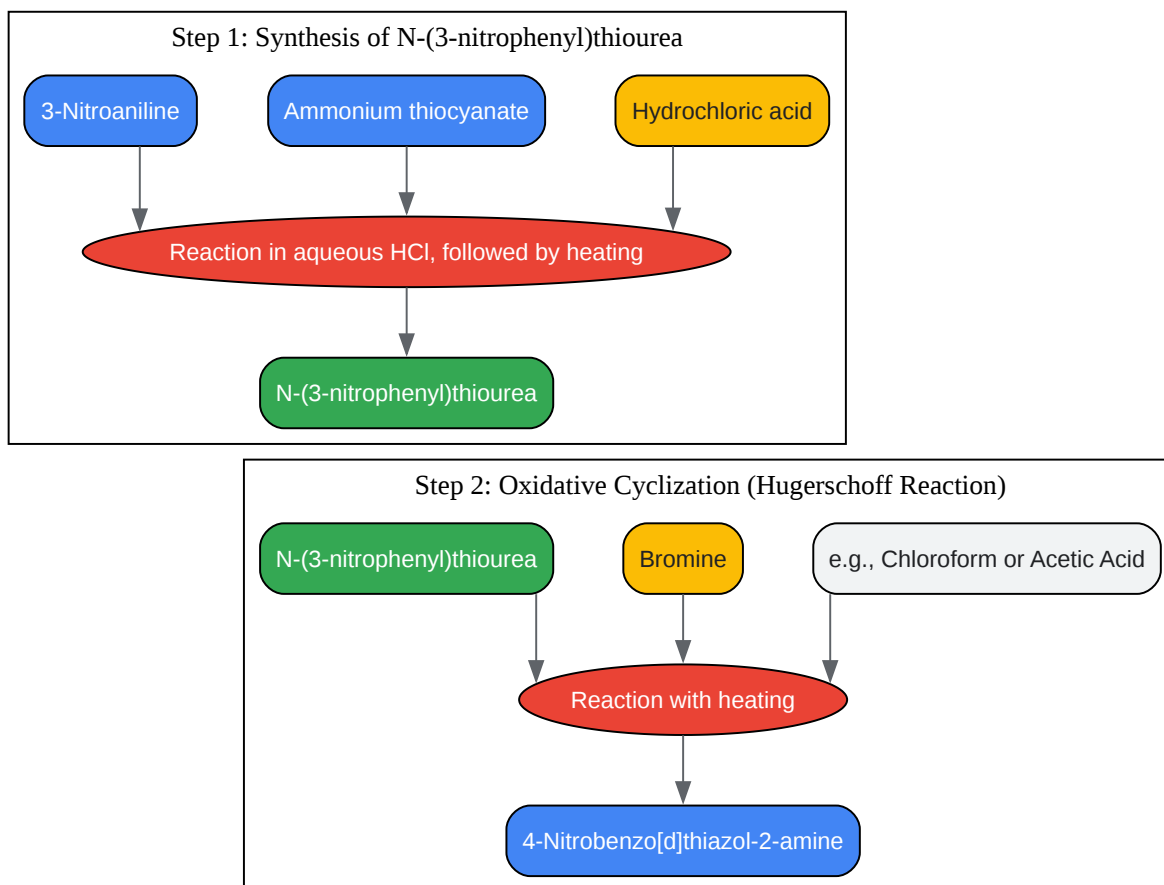 Step 1: Synthesis of N-(3-nitrophenyl)thiourea
3-Nitroaniline
Ammonium thiocyanate
Hydrochloric acid
Reaction in aqueous HCl, followed by heating
N-(3-nitrophenyl)thiourea
Step 2: Oxidative Cyclization (Hugerschoff Reaction)
N-(3-nitrophenyl)thiourea
Bromine
e.g., Chloroform or Acetic Acid
Reaction with heating
4-Nitrobenzo[d]thiazol-2-amine